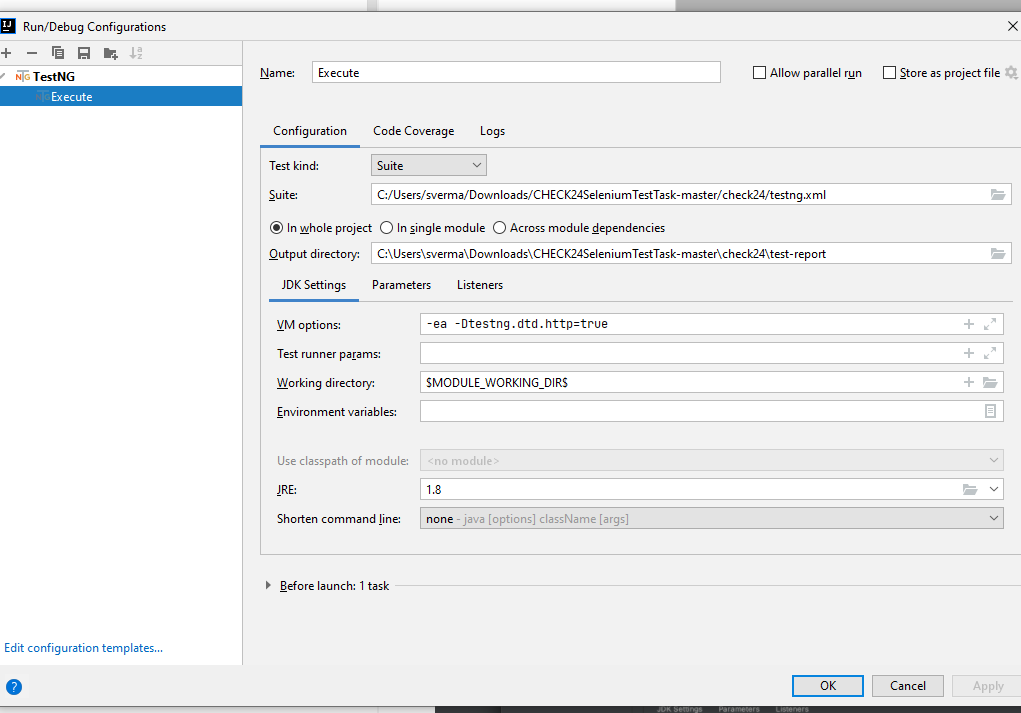 Run/Debug Configurations
TestNG
Execute
Name: Execute
Allow parallel run
Store as project file
Configuration Code Coverage Logs
Test kind: Suite
Suite: C:/Users/sverma/Downloads/CHECK24SeleniumTestTask-master/check24/testng.xml
In whole project In single module Across module dependencies
Output directory: C:\Users\sverma\Downloads\CHECK24SeleniumTestTask-master\check24\test-report
JDK Settings Parameters Listeners
VM options: -ea -Dtestng.dtd.http=true
Test runner params:
Working directory: $MODULE_WORKING_DIR$
Environment variables:
Use classpath of module: <no module>
JRE: 1.8
Shorten command line: none - java [options] className [args]
Before launch: 1 task
Edit configuration templates...
?
OK Cancel Apply
JDK Settings Parameters Listeners